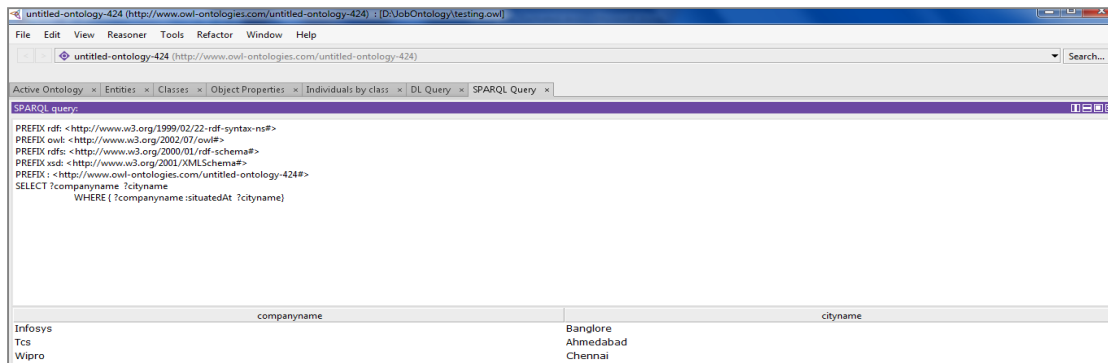 untitled-ontology-424 (http://www.owl-ontologies.com/untitled-ontology-424) : [D:\JobOntology\testing.owl]
File Edit View Reasoner Tools Refactor Window Help
untitled-ontology-424 (http://www.owl-ontologies.com/untitled-ontology-424) Search...
Active Ontology × Entities × Classes × Object Properties × Individuals by class × DL Query × SPARQL Query ×
SPARQL query:
PREFIX rdf: <http://www.w3.org/1999/02/22-rdf-syntax-ns#>
PREFIX owl: <http://www.w3.org/2002/07/owl#>
PREFIX rdfs: <http://www.w3.org/2000/01/rdf-schema#>
PREFIX xsd: <http://www.w3.org/2001/XMLSchema#>
PREFIX : <http://www.owl-ontologies.com/untitled-ontology-424#>
SELECT ?companyname ?cityname
WHERE { ?companyname :situatedAt ?cityname}
companyname cityname
Infosys Banglore
Tcs Ahmedabad
Wipro Chennai